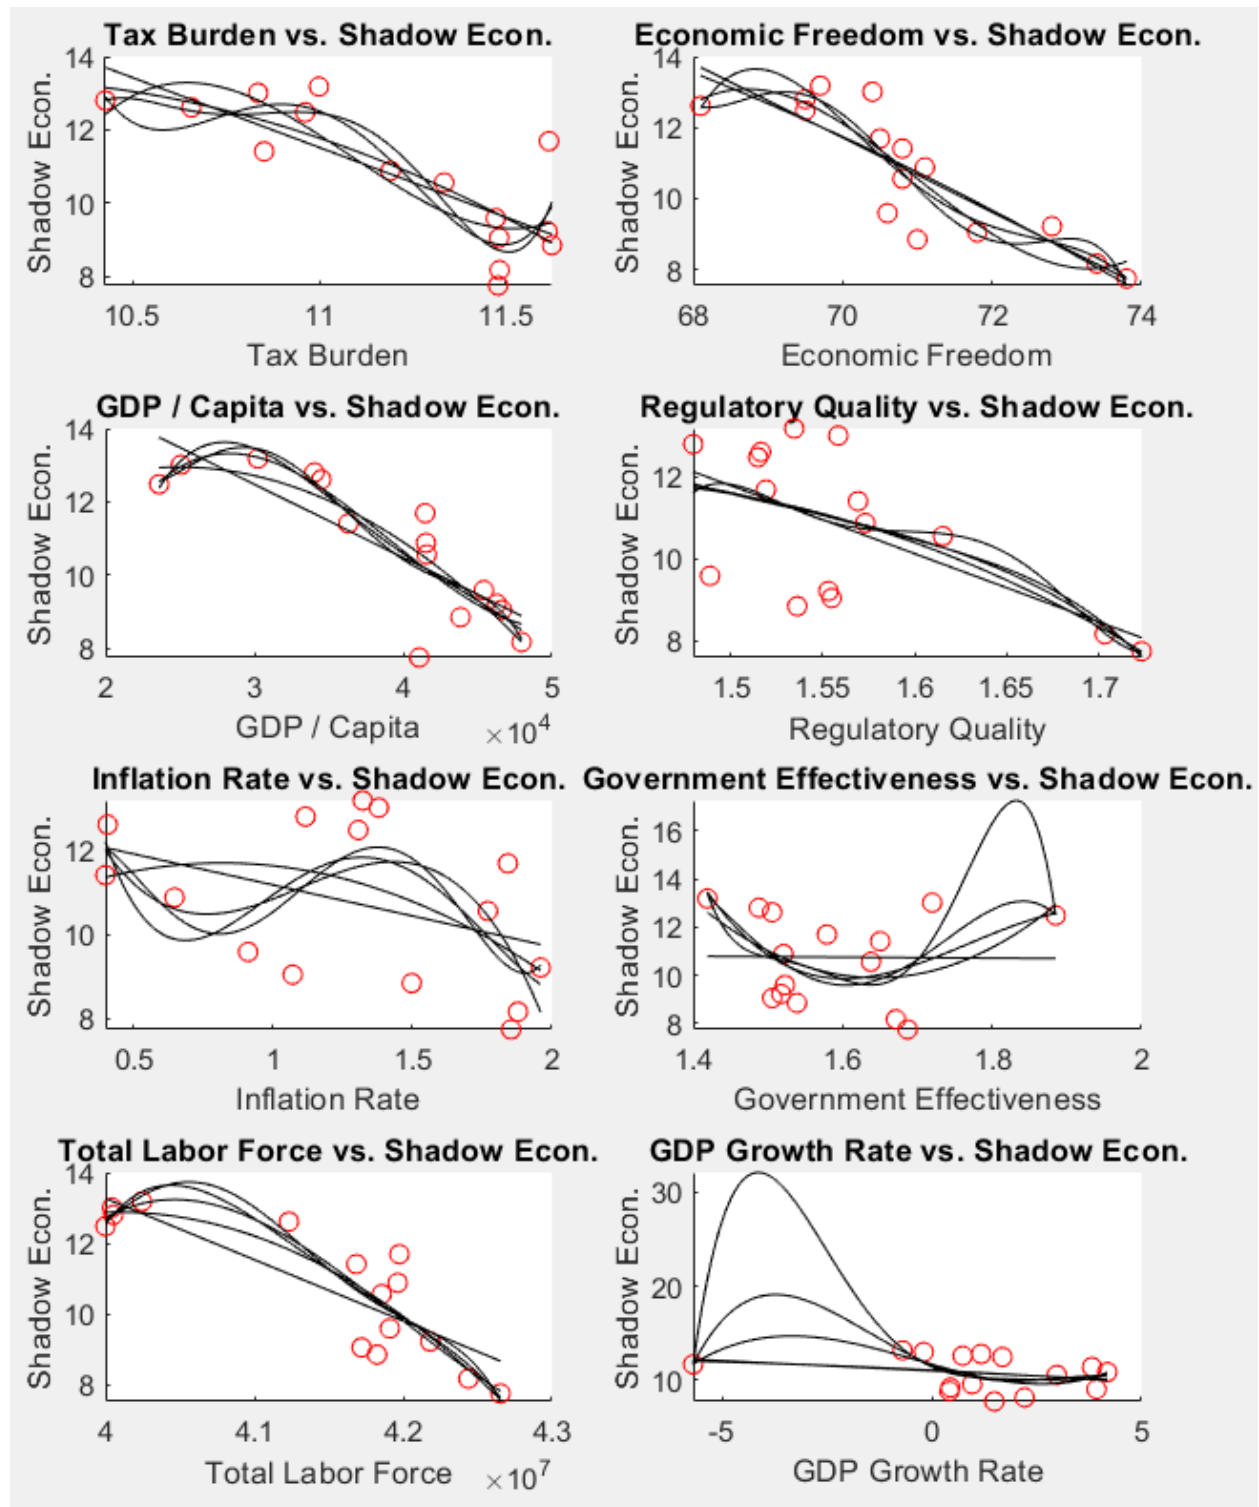 Tax Burden vs. Shadow Econ.
14
12
10
8
Shadow Econ.
10.5 11 11.5
Tax Burden
Economic Freedom vs. Shadow Econ.
14
12
10
8
Shadow Econ.
68 70 72 74
Economic Freedom
GDP / Capita vs. Shadow Econ.
14
12
10
8
Shadow Econ.
2 3 4 5
GDP / Capita ×10^4
Regulatory Quality vs. Shadow Econ.
12
10
8
Shadow Econ.
1.5 1.55 1.6 1.65 1.7
Regulatory Quality
Inflation Rate vs. Shadow Econ.
12
10
8
Shadow Econ.
0.5 1 1.5 2
Inflation Rate
Government Effectiveness vs. Shadow Econ.
16
14
12
10
8
Shadow Econ.
1.4 1.6 1.8 2
Government Effectiveness
Total Labor Force vs. Shadow Econ.
14
12
10
8
Shadow Econ.
4 4.1 4.2 4.3
Total Labor Force ×10^7
GDP Growth Rate vs. Shadow Econ.
30
20
10
Shadow Econ.
-5 0 5
GDP Growth Rate